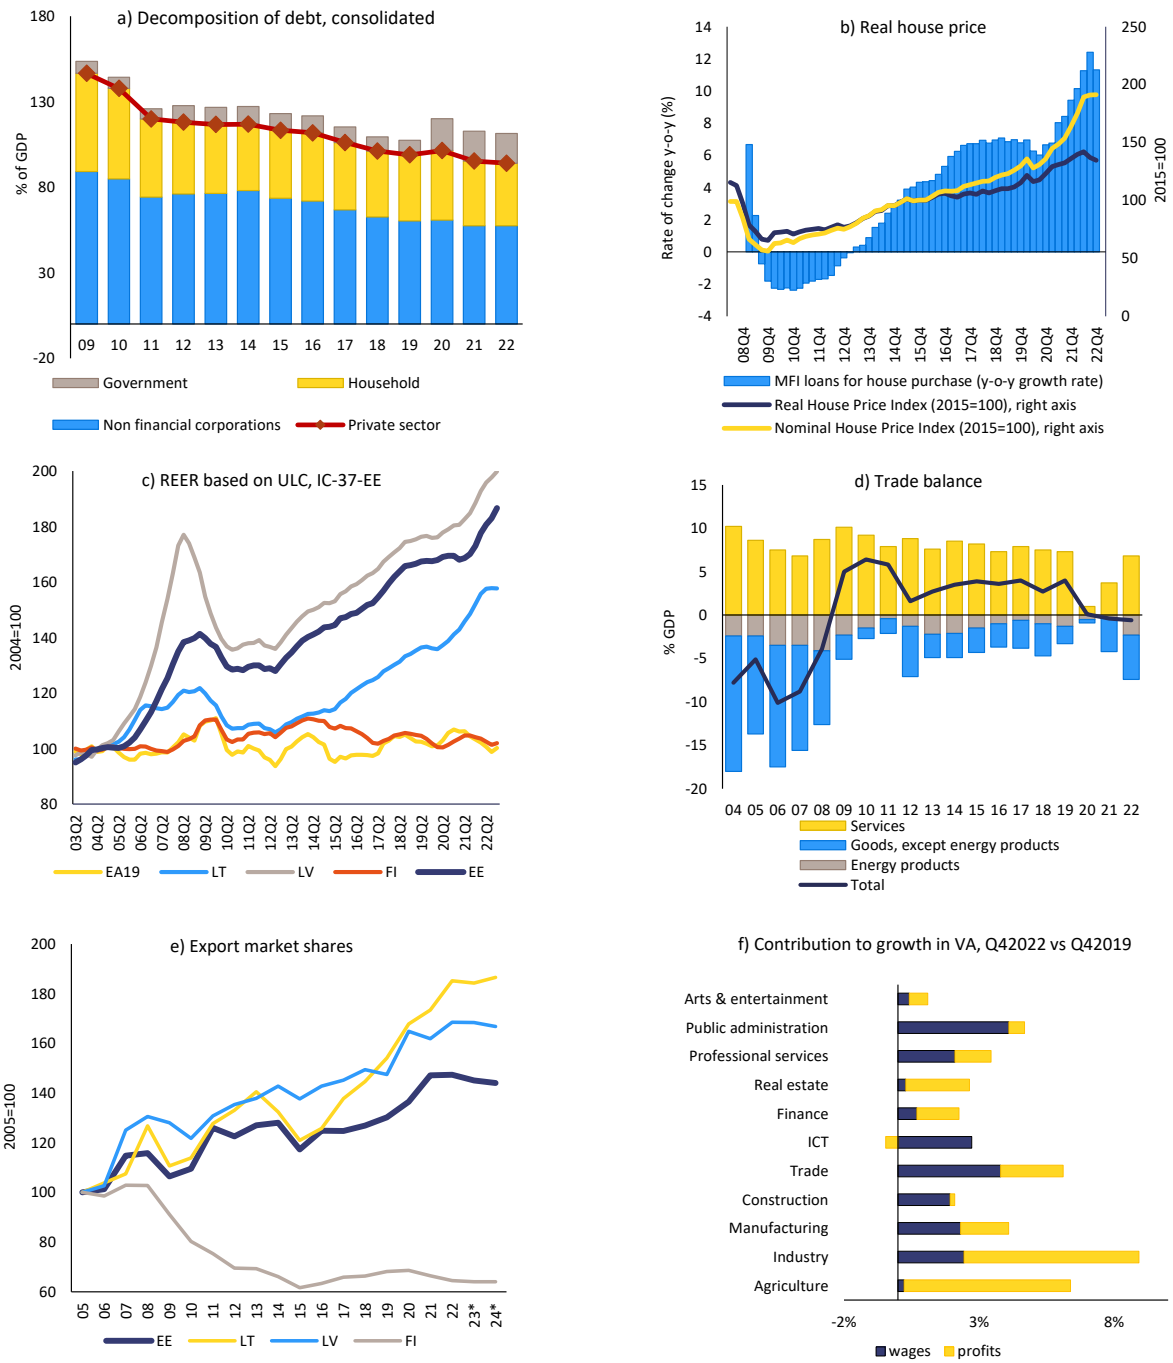 a) Decomposition of debt, consolidated
180
130
80
30
-20
% of GDP
09 10 11 12 13 14 15 16 17 18 19 20 21 22
Government
Household
Non financial corporations
Private sector
b) Real house price
14
12
10
8
6
4
2
0
-2
-4
Rate of change y-o-y (%)
250
200
150
100
50
0
2015=100
08Q4 09Q4 10Q4 11Q4 12Q4 13Q4 14Q4 15Q4 16Q4 17Q4 18Q4 19Q4 20Q4 21Q4 22Q4
MFI loans for house purchase (y-o-y growth rate)
Real House Price Index (2015=100), right axis
Nominal House Price Index (2015=100), right axis
c) REER based on ULC, IC-37-EE
200
180
160
140
120
100
80
2004=100
03Q2 04Q2 05Q2 06Q2 07Q2 08Q2 09Q2 10Q2 11Q2 12Q2 13Q2 14Q2 15Q2 16Q2 17Q2 18Q2 19Q2 20Q2 21Q2 22Q2
EA19 LT LV FI EE
d) Trade balance
15
10
5
0
-5
-10
-15
-20
% GDP
04 05 06 07 08 09 10 11 12 13 14 15 16 17 18 19 20 21 22
Services
Goods, except energy products
Energy products
Total
e) Export market shares
200
180
160
140
120
100
80
60
2005=100
05 06 07 08 09 10 11 12 13 14 15 16 17 18 19 20 21 22 23* 24*
EE LT LV FI
f) Contribution to growth in VA, Q42022 vs Q42019
Arts & entertainment
Public administration
Professional services
Real estate
Finance
ICT
Trade
Construction
Manufacturing
Industry
Agriculture
-2% 3% 8%
wages profits